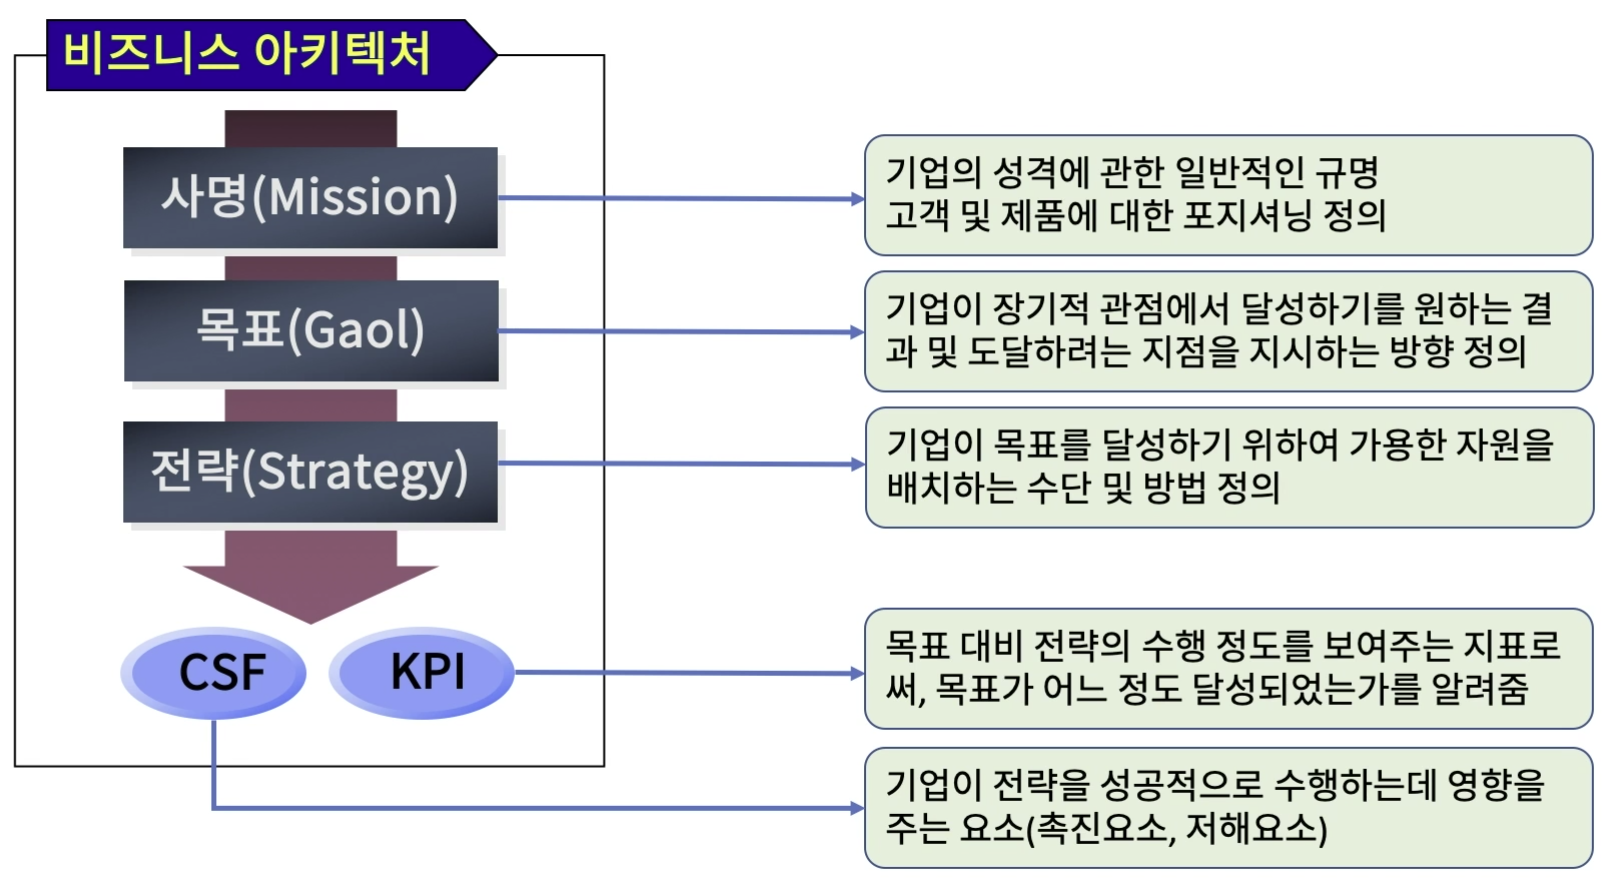 비즈니스 아키텍처
사명(Mission)
기업의 성격에 관한 일반적인 규명
고객 및 제품에 대한 포지셔닝 정의
목표(Gaol)
기업이 장기적 관점에서 달성하기를 원하는 결
과 및 도달하려는 지점을 지시하는 방향 정의
전략(Strategy)
기업이 목표를 달성하기 위하여 가용한 자원을
배치하는 수단 및 방법 정의
CSF
KPI
목표 대비 전략의 수행 정도를 보여주는 지표로
써, 목표가 어느 정도 달성되었는가를 알려줌
기업이 전략을 성공적으로 수행하는데 영향을
주는 요소(촉진요소, 저해요소)